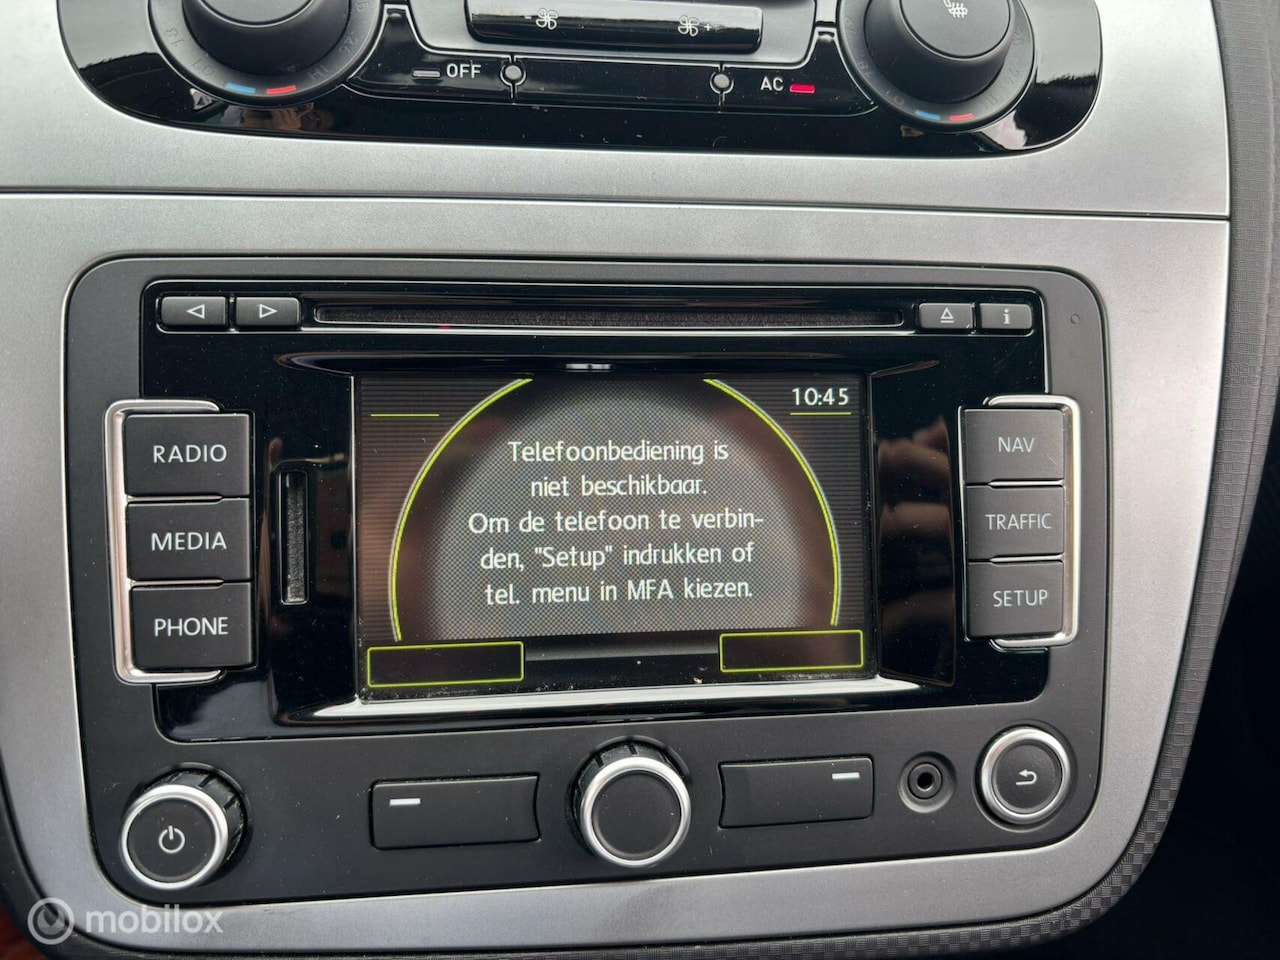 OFF
AC
RADIO
MEDIA
PHONE
10:45
Telefoonbediening is
niet beschikbaar.
Om de telefoon te verbin-
den, "Setup" indrukken of
tel. menu in MFA kiezen.
NAV
TRAFFIC
SETUP
mobilox